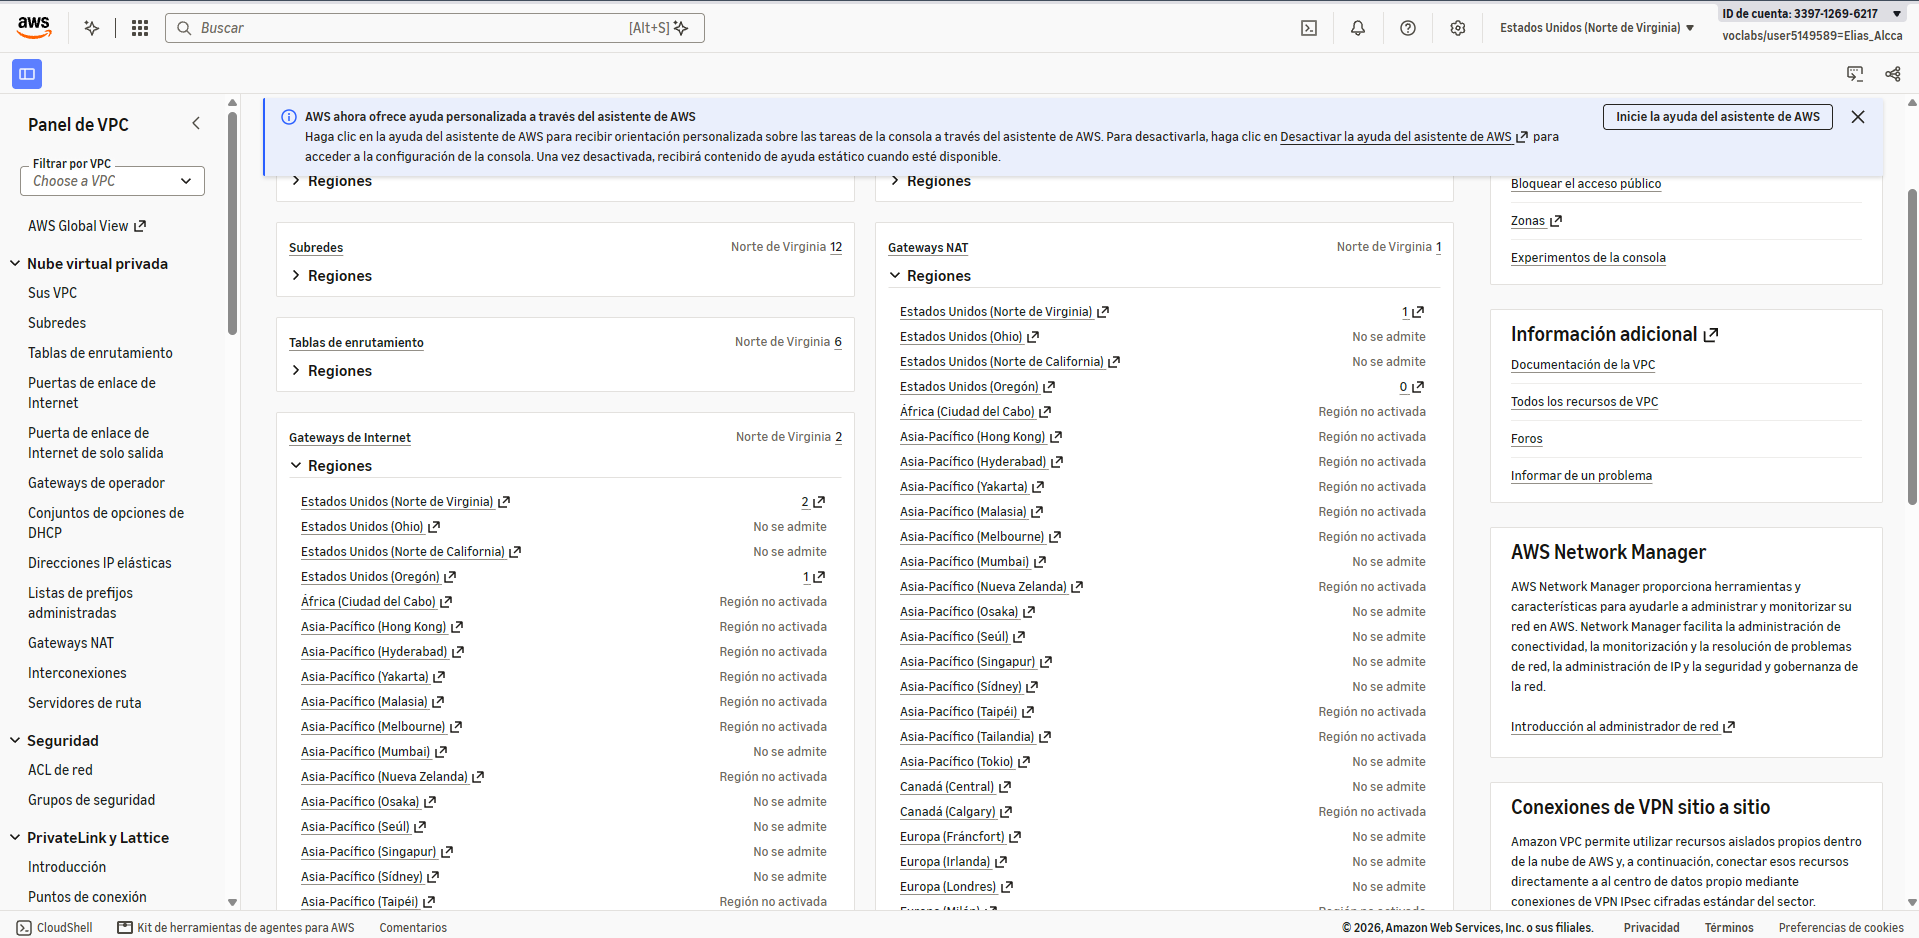 aws
Buscar
[Alt+S]
Estados Unidos (Norte de Virginia)
ID de cuenta: 3397-1269-6217
voclabs/user5149589=Elias_Alcca
Panel de VPC
Filtrar por VPC
Choose a VPC
AWS Global View
Nube virtual privada
Sus VPC
Subredes
Tablas de enrutamiento
Puertas de enlace de
Internet
Puerta de enlace de
Internet de solo salida
Gateways de operador
Conjuntos de opciones de
DHCP
Direcciones IP elásticas
Listas de prefijos
administradas
Gateways NAT
Interconexiones
Servidores de ruta
Seguridad
ACL de red
Grupos de seguridad
PrivateLink y Lattice
Introducción
Puntos de conexión
AWS ahora ofrece ayuda personalizada a través del asistente de AWS
Haga clic en la ayuda del asistente de AWS para recibir orientación personalizada sobre las tareas de la consola a través del asistente de AWS. Para desactivarla, haga clic en Desactivar la ayuda del asistente de AWS para
acceder a la configuración de la consola. Una vez desactivada, recibirá contenido de ayuda estático cuando esté disponible.
Inicie la ayuda del asistente de AWS
Regiones
Subredes Norte de Virginia 12
Regiones
Tablas de enrutamiento Norte de Virginia 6
Regiones
Gateways de Internet Norte de Virginia 2
Regiones
Estados Unidos (Norte de Virginia) 2
Estados Unidos (Ohio) No se admite
Estados Unidos (Norte de California) No se admite
Estados Unidos (Oregón) 1
África (Ciudad del Cabo) Región no activada
Asia-Pacífico (Hong Kong) Región no activada
Asia-Pacífico (Hyderabad) Región no activada
Asia-Pacífico (Yakarta) Región no activada
Asia-Pacífico (Malasia) Región no activada
Asia-Pacífico (Melbourne) Región no activada
Asia-Pacífico (Mumbai) No se admite
Asia-Pacífico (Nueva Zelanda) Región no activada
Asia-Pacífico (Osaka) No se admite
Asia-Pacífico (Seúl) No se admite
Asia-Pacífico (Singapur) No se admite
Asia-Pacífico (Sídney) No se admite
Asia-Pacífico (Taipéi) Región no activada
Regiones
Gateways NAT Norte de Virginia 1
Regiones
Estados Unidos (Norte de Virginia) 1
Estados Unidos (Ohio) No se admite
Estados Unidos (Norte de California) No se admite
Estados Unidos (Oregón) 0
África (Ciudad del Cabo) Región no activada
Asia-Pacífico (Hong Kong) Región no activada
Asia-Pacífico (Hyderabad) Región no activada
Asia-Pacífico (Yakarta) Región no activada
Asia-Pacífico (Malasia) Región no activada
Asia-Pacífico (Melbourne) Región no activada
Asia-Pacífico (Mumbai) No se admite
Asia-Pacífico (Nueva Zelanda) Región no activada
Asia-Pacífico (Osaka) No se admite
Asia-Pacífico (Seúl) No se admite
Asia-Pacífico (Singapur) No se admite
Asia-Pacífico (Sídney) No se admite
Asia-Pacífico (Taipéi) Región no activada
Asia-Pacífico (Tailandia) Región no activada
Asia-Pacífico (Tokio) No se admite
Canadá (Central) No se admite
Canadá (Calgary) Región no activada
Europa (Fráncfort) No se admite
Europa (Irlanda) No se admite
Europa (Londres) No se admite
Europa (Milán) Región no activada
Bloquear el acceso público
Zonas
Experimentos de la consola
Información adicional
Documentación de la VPC
Todos los recursos de VPC
Foros
Informar de un problema
AWS Network Manager
AWS Network Manager proporciona herramientas y
características para ayudarle a administrar y monitorizar su
red en AWS. Network Manager facilita la administración de
conectividad, la monitorización y la resolución de problemas
de red, la administración de IP y la seguridad y gobernanza de
la red.
Introducción al administrador de red
Conexiones de VPN sitio a sitio
Amazon VPC permite utilizar recursos aislados propios dentro
de la nube de AWS y, a continuación, conectar esos recursos
directamente a al centro de datos propio mediante
conexiones de VPN IPsec cifradas estándar del sector.
CloudShell
Kit de herramientas de agentes para AWS
Comentarios
© 2026, Amazon Web Services, Inc. o sus filiales.
Privacidad
Términos
Preferencias de cookies